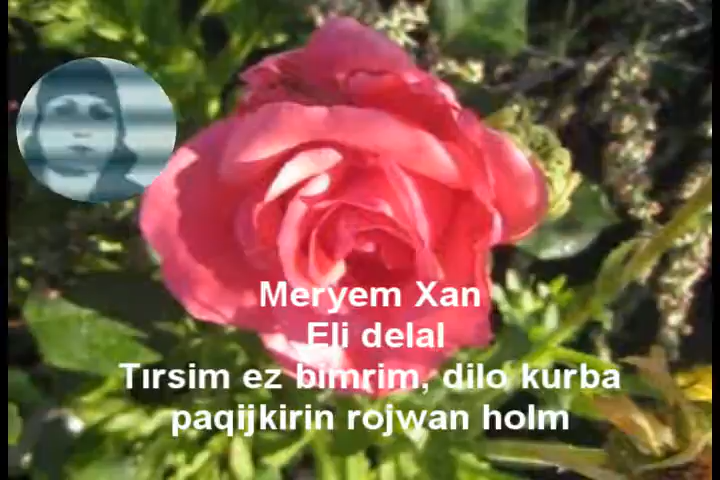 Meryem Xan
Eli delal
Tırsim ez bimrim, dilo kurba
paqijkirin rojwan holm